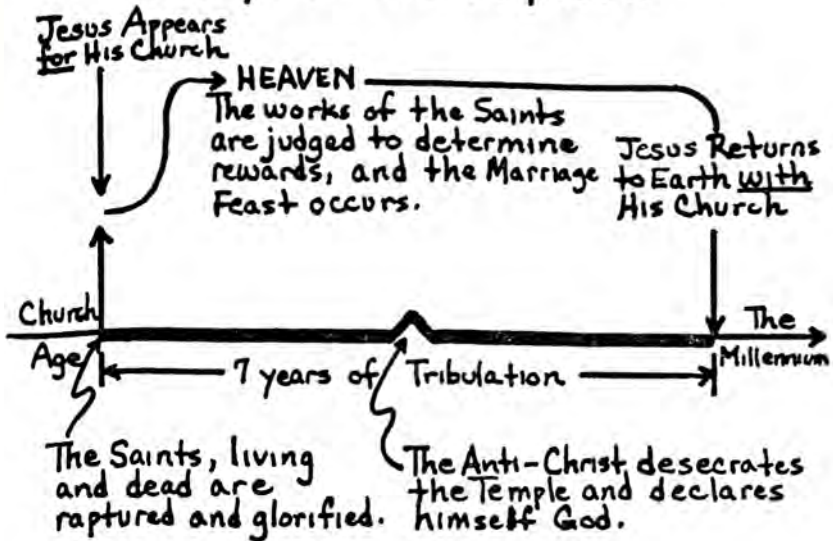 Jesus Appears
for His Church
HEAVEN
The works of the Saints
are judged to determine
rewards, and the Marriage
Feast occurs.
Jesus Returns
to Earth with
His Church
Church
Age
The
Millennium
7 years of Tribulation
The Saints, living
and dead are
raptured and glorified.
The Anti-Christ desecrates
the Temple and declares
himself God.